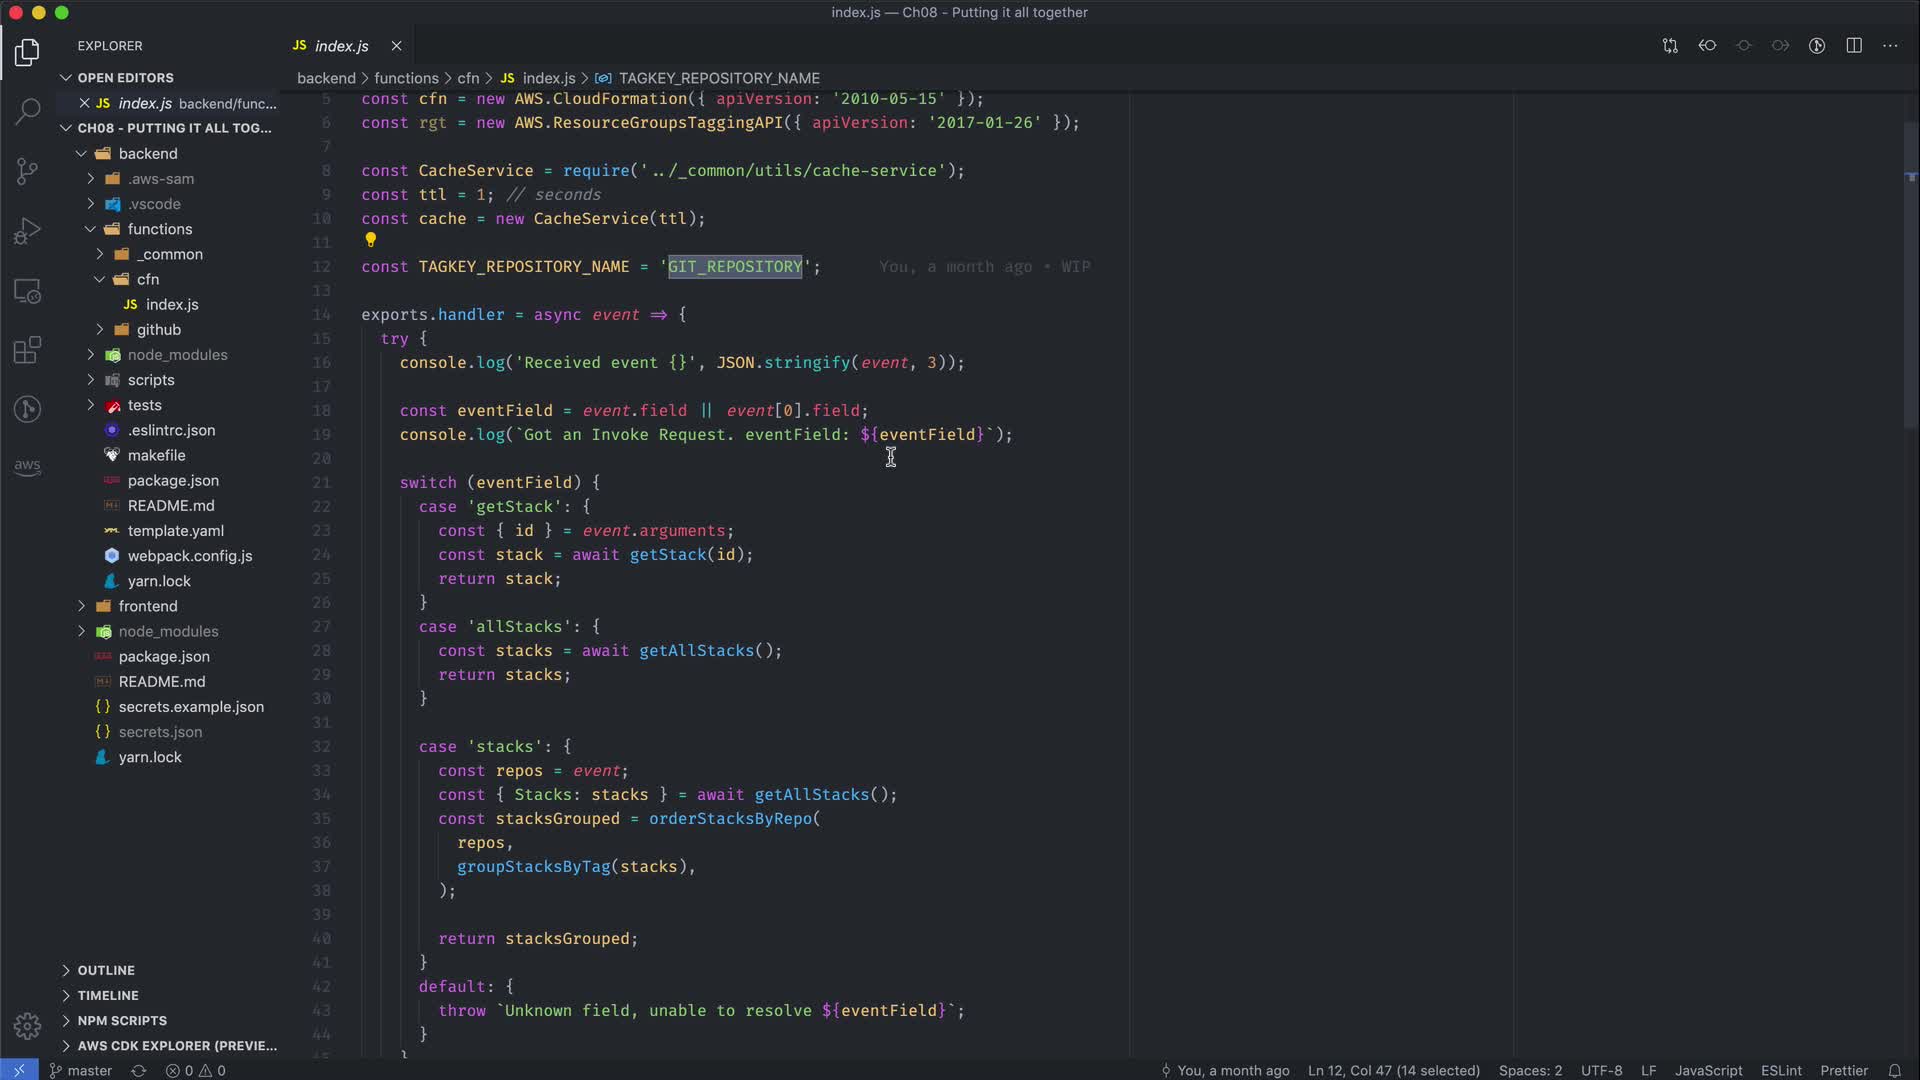 index.js — Ch08 - Putting it all together
EXPLORER
JS index.js
OPEN EDITORS
JS index.js backend/func...
CH08 - PUTTING IT ALL TOG...
backend
.aws-sam
.vscode
functions
_common
cfn
JS index.js
github
node_modules
scripts
tests
.eslintrc.json
makefile
package.json
README.md
template.yaml
webpack.config.js
yarn.lock
frontend
node_modules
package.json
README.md
{ } secrets.example.json
{ } secrets.json
yarn.lock
aws
OUTLINE
TIMELINE
NPM SCRIPTS
AWS CDK EXPLORER (PREVIE...
backend > functions > cfn > JS index.js > TAGKEY_REPOSITORY_NAME
5 const cfn = new AWS.CloudFormation({ apiVersion: '2010-05-15' });
6 const rgt = new AWS.ResourceGroupsTaggingAPI({ apiVersion: '2017-01-26' });
7
8 const CacheService = require('../_common/utils/cache-service');
9 const ttl = 1; // seconds
10 const cache = new CacheService(ttl);
11
12 const TAGKEY_REPOSITORY_NAME = 'GIT_REPOSITORY'; You, a month ago • WIP
13
14 exports.handler = async event => {
15 try {
16 console.log('Received event {}', JSON.stringify(event, 3));
17
18 const eventField = event.field || event[0].field;
19 console.log(`Got an Invoke Request. eventField: ${eventField}`);
20
21 switch (eventField) {
22 case 'getStack': {
23 const { id } = event.arguments;
24 const stack = await getStack(id);
25 return stack;
26 }
27 case 'allStacks': {
28 const stacks = await getAllStacks();
29 return stacks;
30 }
31
32 case 'stacks': {
33 const repos = event;
34 const { Stacks: stacks } = await getAllStacks();
35 const stacksGrouped = orderStacksByRepo(
36 repos,
37 groupStacksByTag(stacks),
38 );
39
40 return stacksGrouped;
41 }
42 default: {
43 throw `Unknown field, unable to resolve ${eventField}`;
44 }
45 }
master 0 0 You, a month ago Ln 12, Col 47 (14 selected) Spaces: 2 UTF-8 LF JavaScript ESLint Prettier